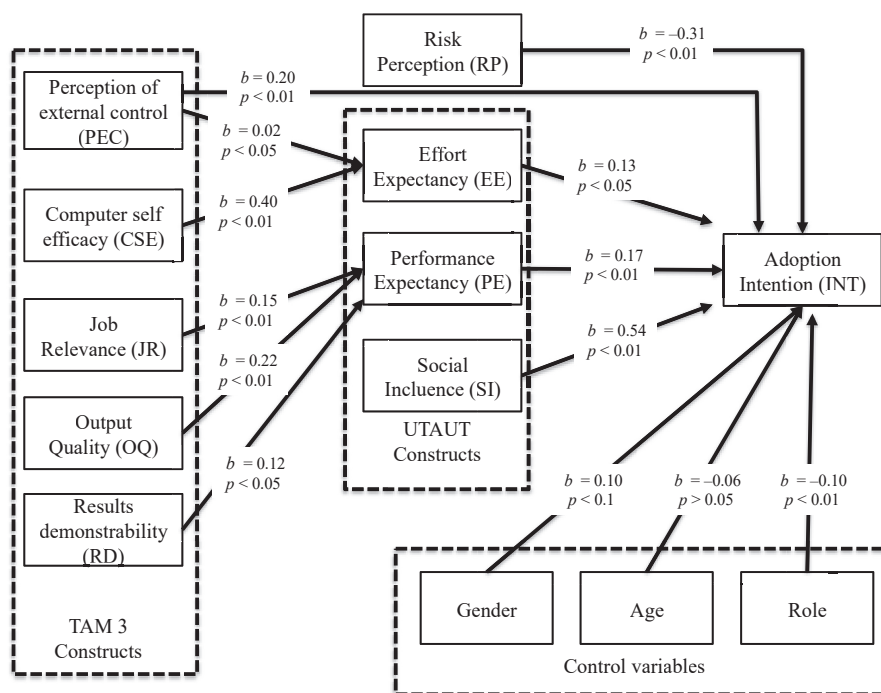 Risk
Perception (RP)
b = –0.31
p < 0.01
Perception of
external control
(PEC)
b = 0.20
p < 0.01
b = 0.02
p < 0.05
Effort
Expectancy (EE)
b = 0.13
p < 0.05
Computer self
efficacy (CSE)
b = 0.40
p < 0.01
Performance
Expectancy (PE)
b = 0.17
p < 0.01
Adoption
Intention (INT)
Job
Relevance (JR)
b = 0.15
p < 0.01
b = 0.22
p < 0.01
Social
Incluence (SI)
b = 0.54
p < 0.01
Output
Quality (OQ)
UTAUT
Constructs
b = 0.12
p < 0.05
Results
demonstrability
(RD)
b = 0.10
p < 0.1
b = –0.06
p > 0.05
b = –0.10
p < 0.01
TAM 3
Constructs
Gender
Age
Role
Control variables